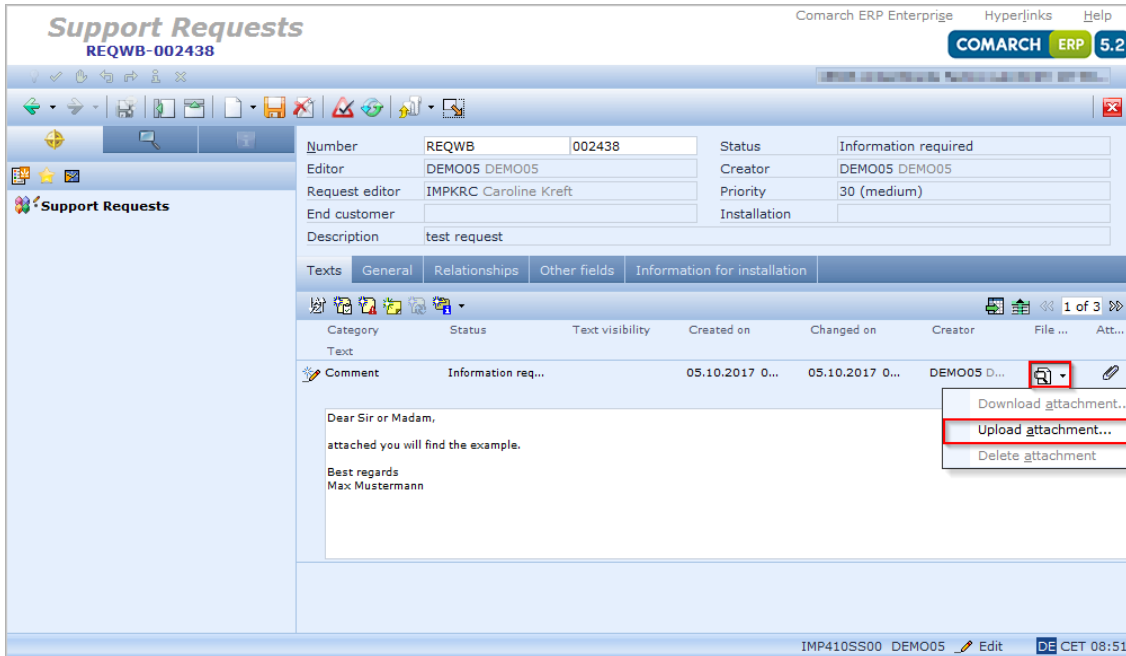 Support Requests
REQWB-002438
Comarch ERP Enterprise Hyperlinks Help
COMARCH ERP 5.2
Number REQWB 002438 Status Information required
Editor DEMO05 DEMO05 Creator DEMO05 DEMO05
Request editor IMPKRC Caroline Kreft Priority 30 (medium)
End customer Installation
Description test request
Support Requests
Texts General Relationships Other fields Information for installation
1 of 3
Category Status Text visibility Created on Changed on Creator File ... Att...
Text
Comment Information req... 05.10.2017 0... 05.10.2017 0... DEMO05 D...
Download attachment..
Upload attachment...
Delete attachment
Dear Sir or Madam,
attached you will find the example.
Best regards
Max Mustermann
IMP410SS00 DEMO05 Edit DE CET 08:51